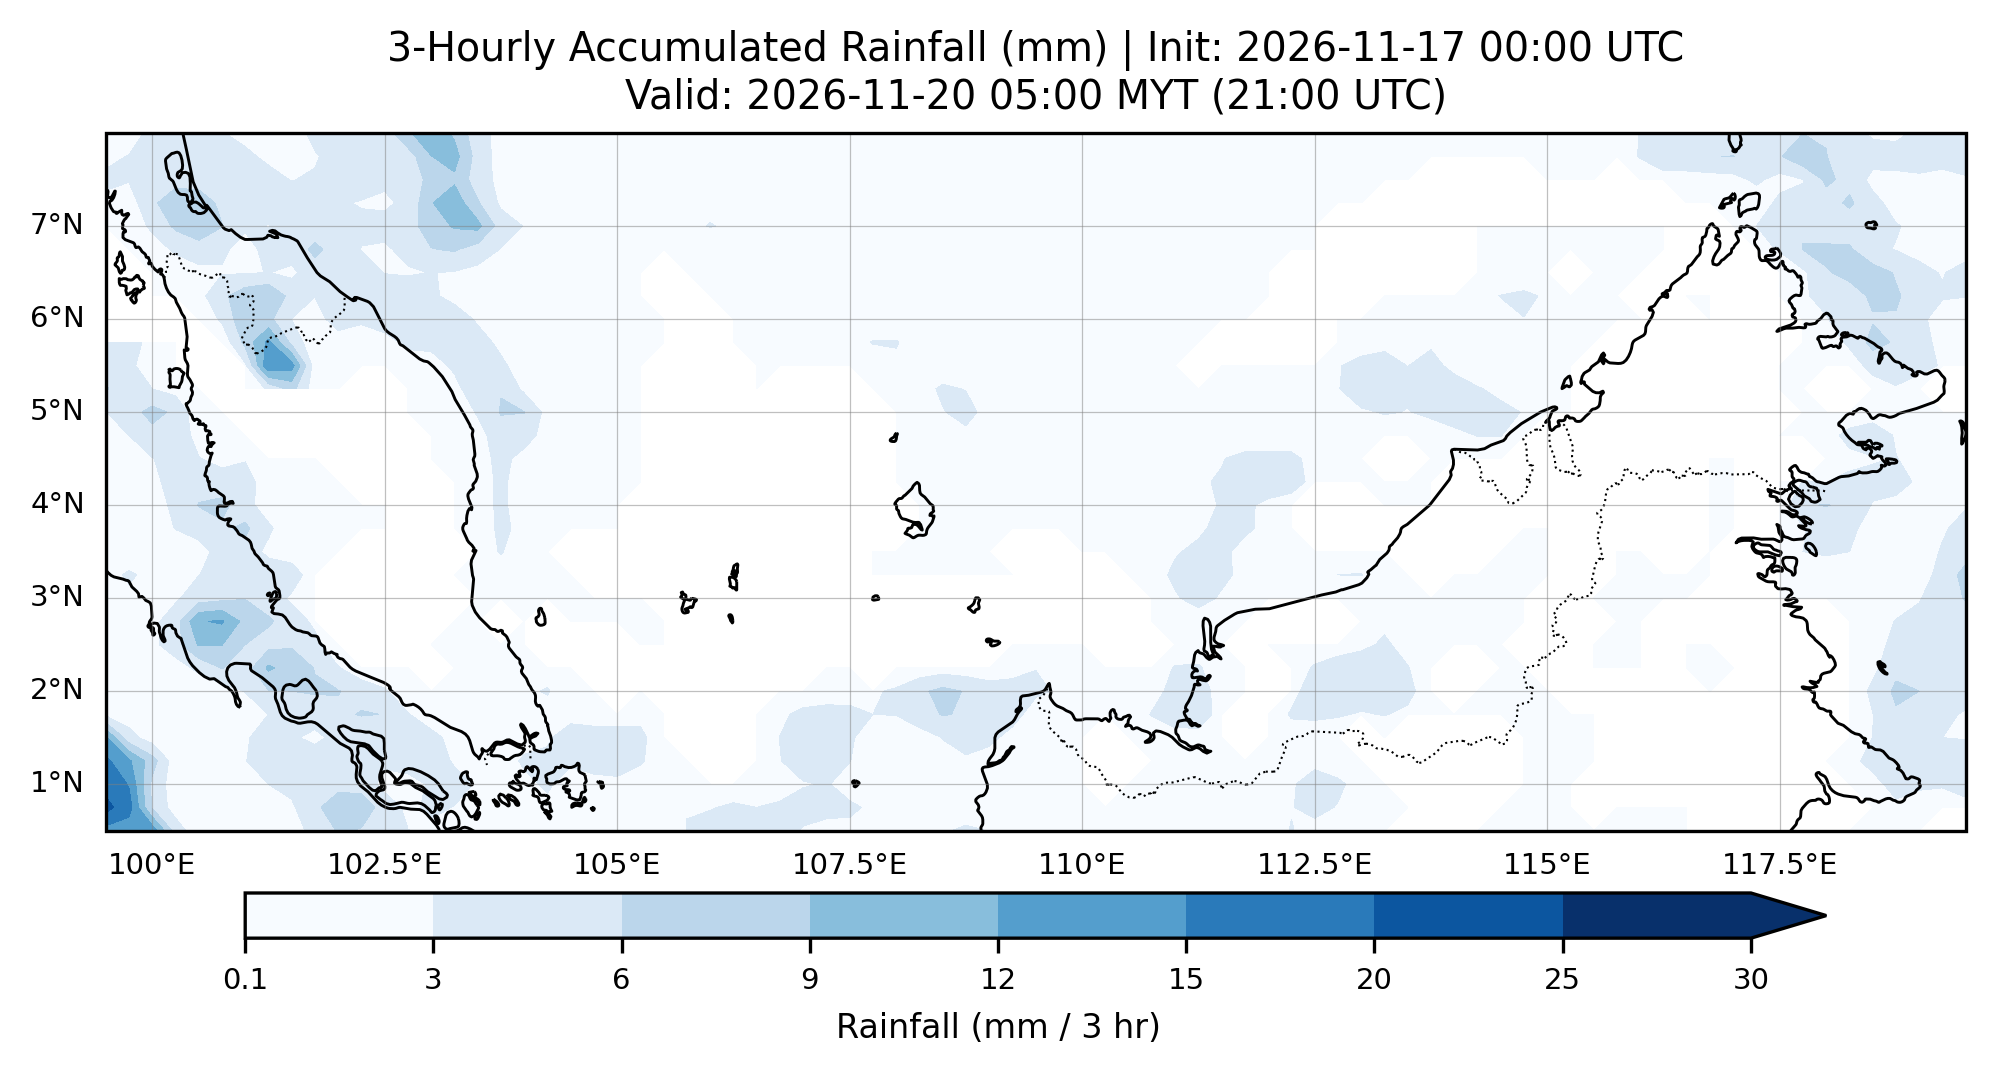 3-Hourly Accumulated Rainfall (mm) | Init: 2026-11-17 00:00 UTC
Valid: 2026-11-20 05:00 MYT (21:00 UTC)
7°N
6°N
5°N
4°N
3°N
2°N
1°N
100°E 102.5°E 105°E 107.5°E 110°E 112.5°E 115°E 117.5°E
0.1 3 6 9 12 15 20 25 30
Rainfall (mm / 3 hr)